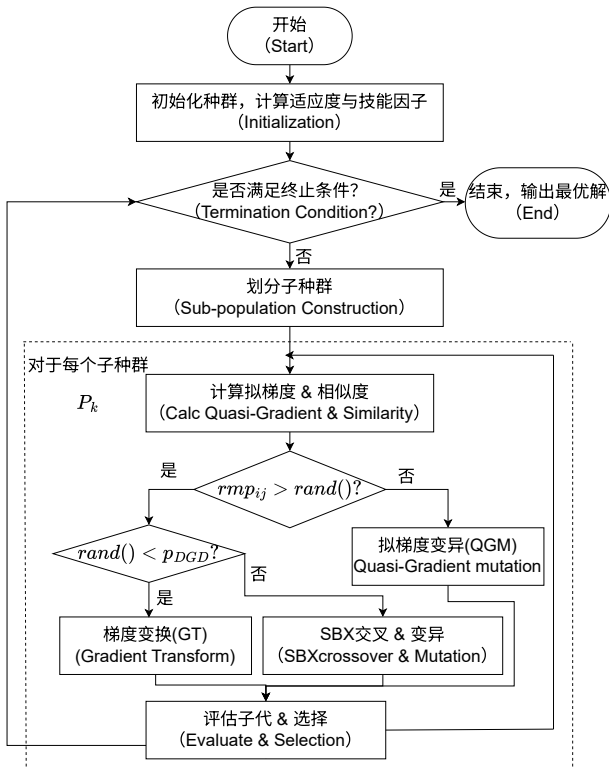 开始
（Start）
初始化种群，计算适应度与技能因子
（Initialization）
是否满足终止条件？
（Termination Condition?）
是
结束，输出最优解
（End）
否
划分子种群
（Sub-population Construction）
对于每个子种群
P_k
计算拟梯度 & 相似度
（Calc Quasi-Gradient & Similarity）
rmp_{ij} > rand()?
是
否
rand() < p_{DGD}?
拟梯度变异(QGM)
Quasi-Gradient mutation
否
是
梯度变换(GT)
(Gradient Transform)
SBX交叉 & 变异
（SBXcrossover & Mutation）
评估子代 & 选择
（Evaluate & Selection）